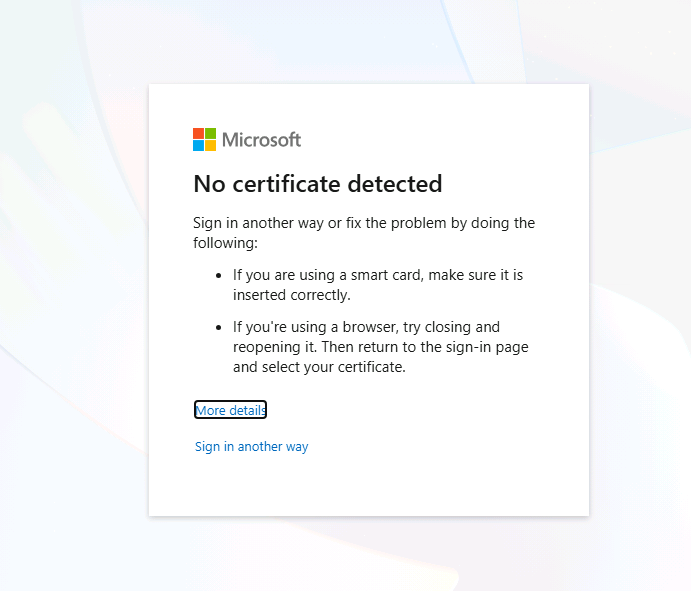 Microsoft
No certificate detected
Sign in another way or fix the problem by doing the
following:
• If you are using a smart card, make sure it is
inserted correctly.
• If you're using a browser, try closing and
reopening it. Then return to the sign-in page
and select your certificate.
More details
Sign in another way